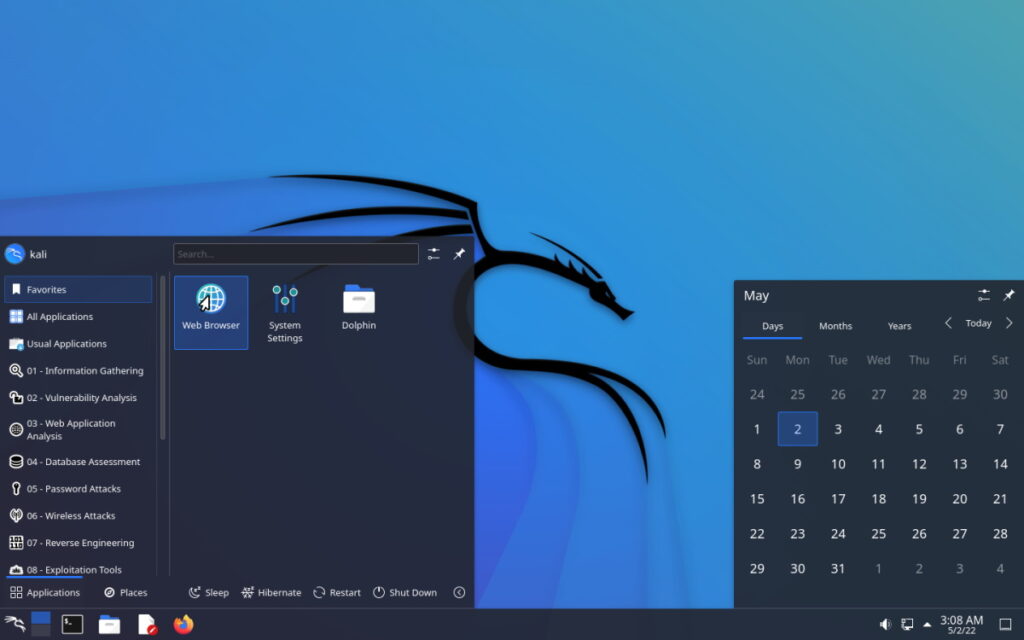 kali
Search...
Favorites
All Applications
Usual Applications
01 - Information Gathering
02 - Vulnerability Analysis
03 - Web Application
Analysis
04 - Database Assessment
05 - Password Attacks
06 - Wireless Attacks
07 - Reverse Engineering
08 - Exploitation Tools
Web Browser
System
Settings
Dolphin
Applications
Places
Sleep
Hibernate
Restart
Shut Down
May
Days Months Years Today
Sun Mon Tue Wed Thu Fri Sat
24 25 26 27 28 29 30
1 2 3 4 5 6 7
8 9 10 11 12 13 14
15 16 17 18 19 20 21
22 23 24 25 26 27 28
29 30 31 1 2 3 4
$_
3:08 AM
5/2/22